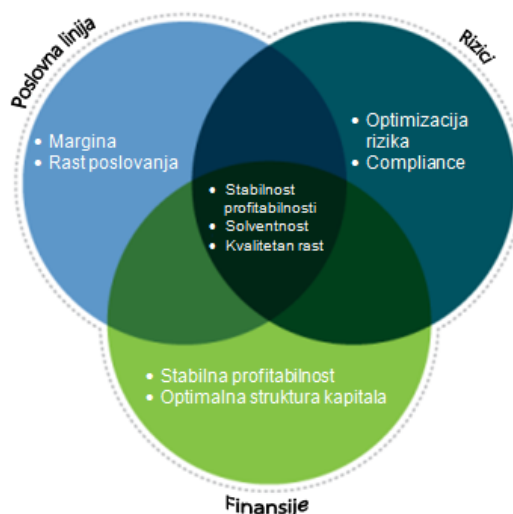 Poslovna linija
Rizici
• Margina
• Rast poslovanja
• Optimizacija
rizika
• Compliance
• Stabilnost
profitabilnosti
• Solventnost
• Kvalitetan rast
• Stabilna profitabilnost
• Optimalna struktura kapitala
Finansije